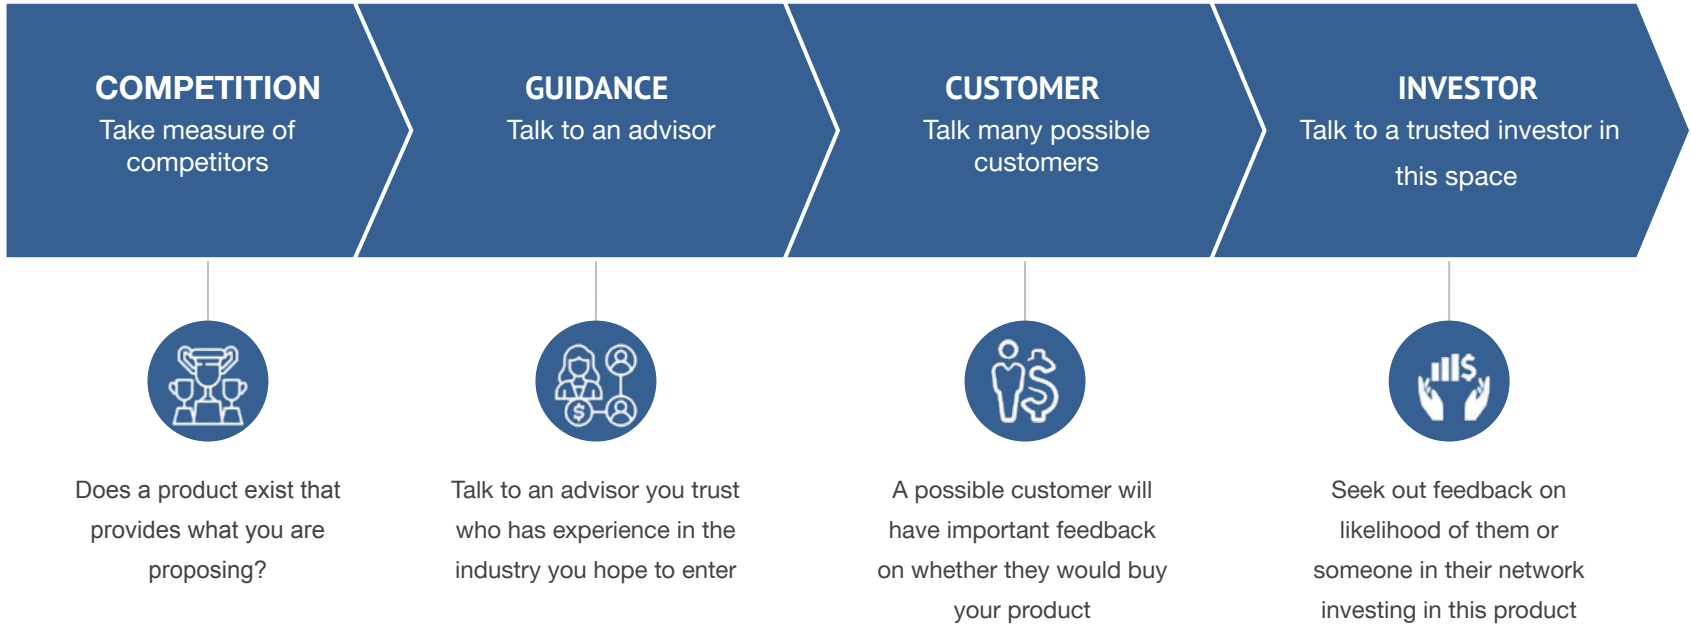 COMPETITION
Take measure of
competitors
GUIDANCE
Talk to an advisor
CUSTOMER
Talk many possible
customers
INVESTOR
Talk to a trusted investor in
this space
$
$
$
Does a product exist that
provides what you are
proposing?
Talk to an advisor you trust
who has experience in the
industry you hope to enter
A possible customer will
have important feedback
on whether they would buy
your product
Seek out feedback on
likelihood of them or
someone in their network
investing in this product